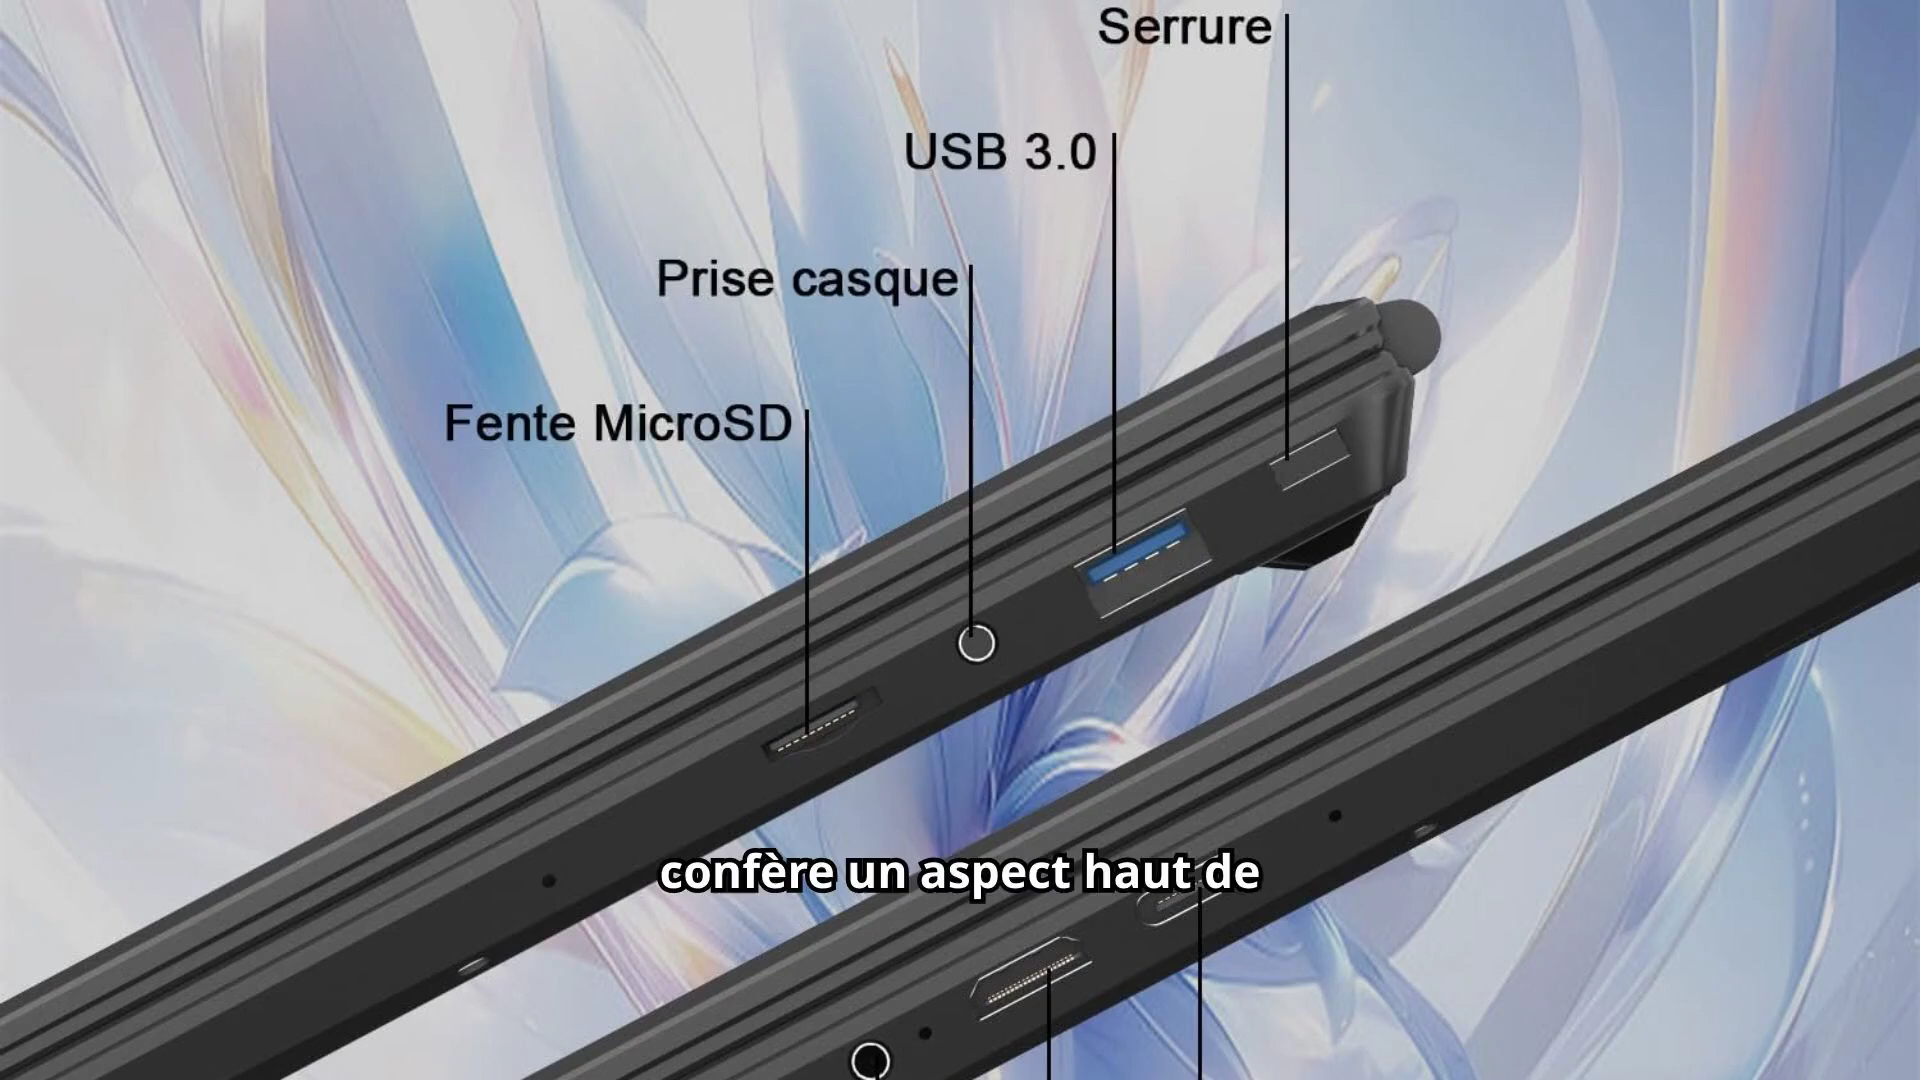 Serrure
USB 3.0
Prise casque
Fente MicroSD
confère un aspect haut de